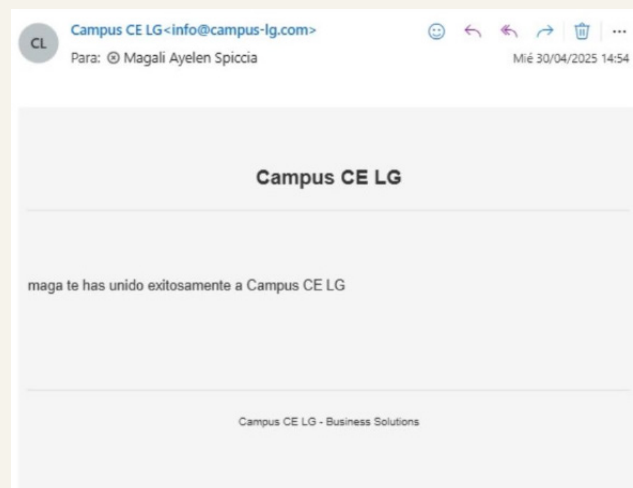 CL
Campus CE LG<info@campus-lg.com>
Para: Magali Ayelen Spiccia
Mié 30/04/2025 14:54
Campus CE LG
maga te has unido exitosamente a Campus CE LG
Campus CE LG - Business Solutions